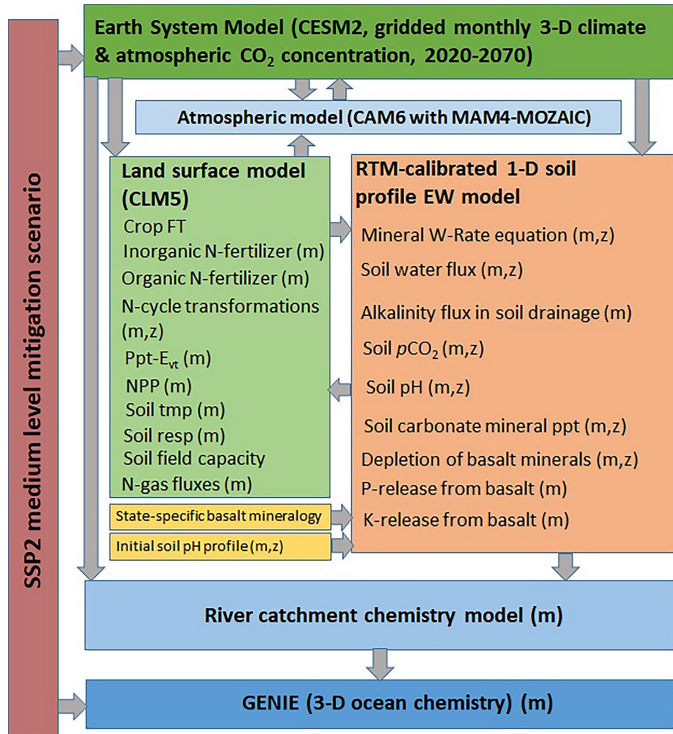 SSP2 medium level mitigation scenario
Earth System Model (CESM2, gridded monthly 3-D climate
& atmospheric CO₂ concentration, 2020-2070)
Atmospheric model (CAM6 with MAM4-MOZAIC)
Land surface model
(CLM5)
Crop FT
Inorganic N-fertilizer (m)
Organic N-fertilizer (m)
N-cycle transformations
(m,z)
Ppt-Eᵥₜ (m)
NPP (m)
Soil tmp (m)
Soil resp (m)
Soil field capacity
N-gas fluxes (m)
State-specific basalt mineralogy
Initial soil pH profile (m,z)
RTM-calibrated 1-D soil
profile EW model
Mineral W-Rate equation (m,z)
Soil water flux (m,z)
Alkalinity flux in soil drainage (m)
Soil pCO₂ (m,z)
Soil pH (m,z)
Soil carbonate mineral ppt (m,z)
Depletion of basalt minerals (m,z)
P-release from basalt (m)
K-release from basalt (m)
River catchment chemistry model (m)
GENIE (3-D ocean chemistry) (m)